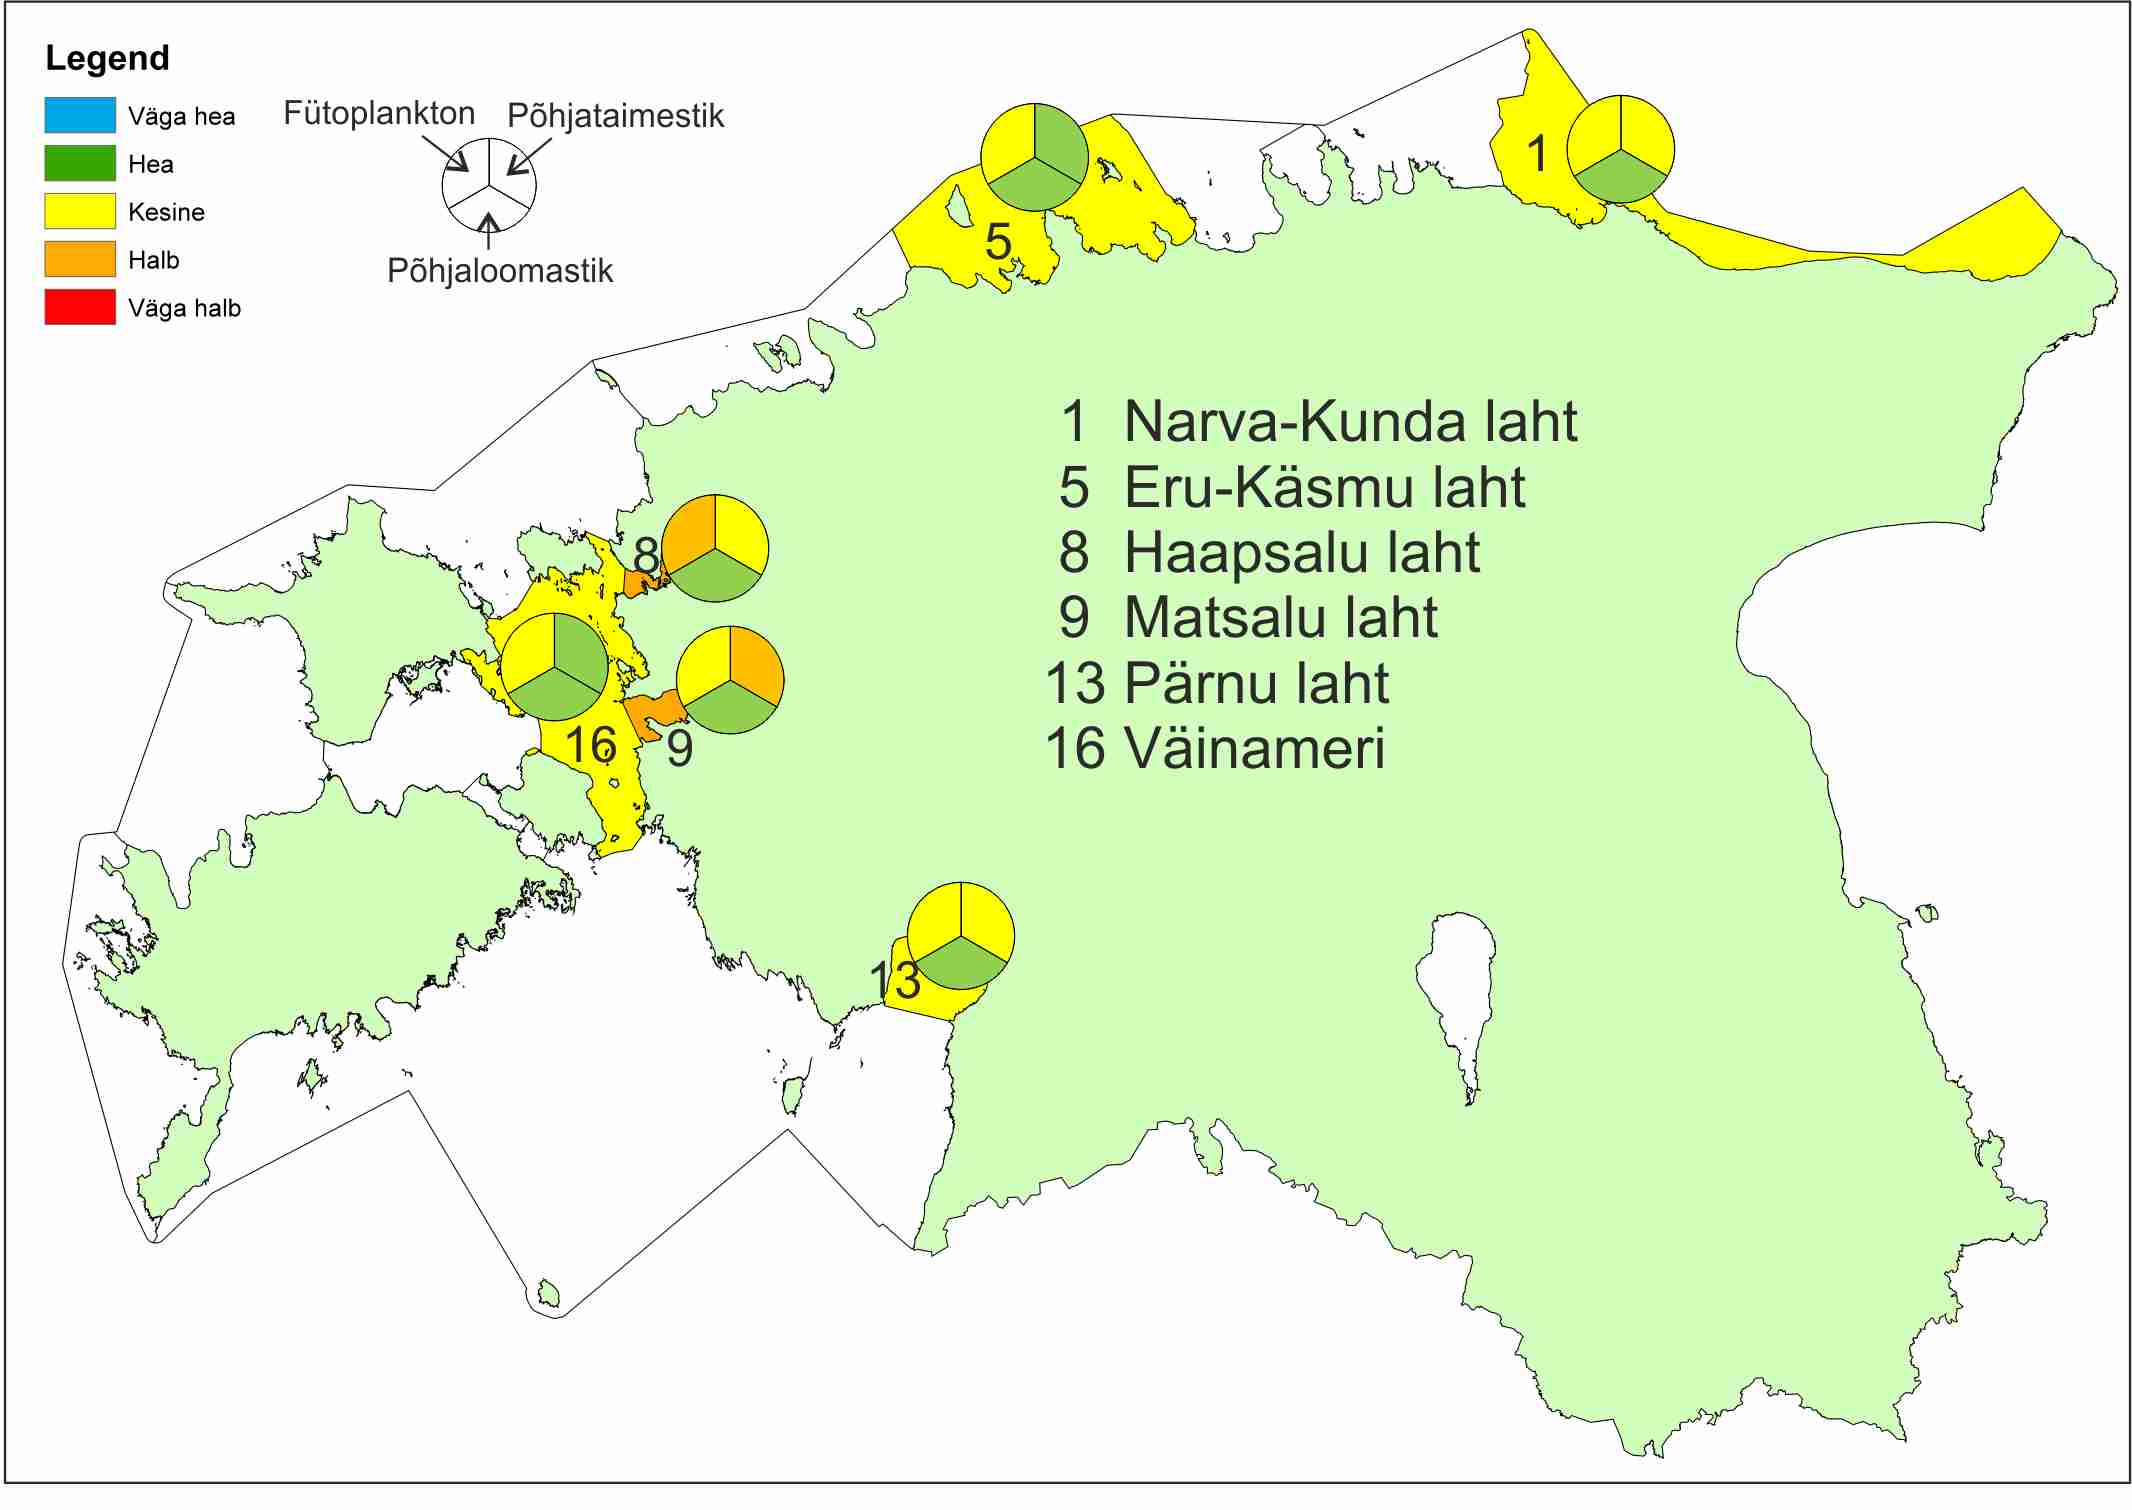 Legend
Väga hea
Hea
Kesine
Halb
Väga halb
Fütoplankton
Põhjataimestik
Põhjaloomastik
1
5
8
16
9
13
1 Narva-Kunda laht
5 Eru-Käsmu laht
8 Haapsalu laht
9 Matsalu laht
13 Pärnu laht
16 Väinameri